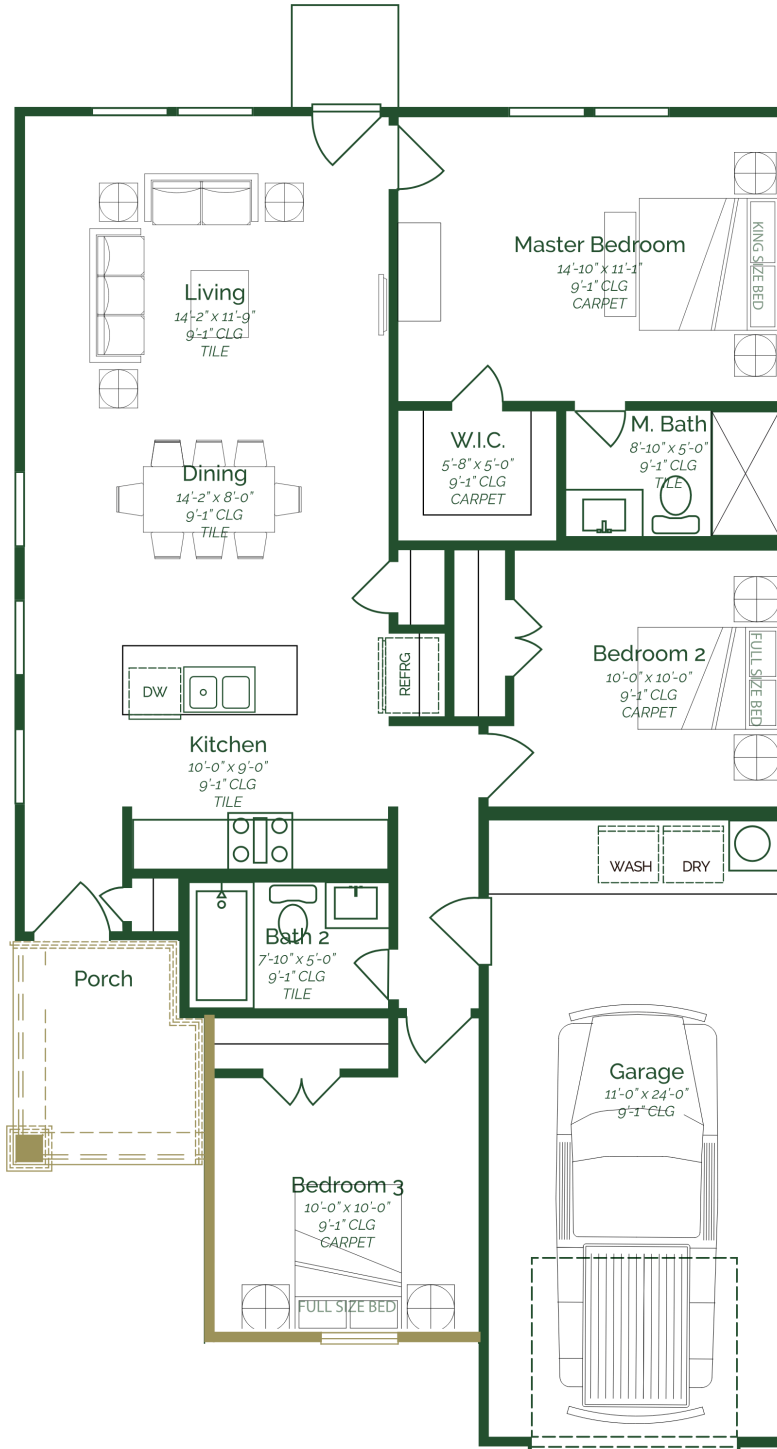 Master Bedroom
14'-10" x 11'-1"
9'-1" CLG
CARPET
KING SIZE BED
Living
14'-2" x 11'-9"
9'-1" CLG
TILE
M. Bath
8'-10" x 5'-0"
9'-1" CLG
TILE
W.I.C.
5'-8" x 5'-0"
9'-1" CLG
CARPET
Dining
14'-2" x 8'-0"
9'-1" CLG
TILE
Bedroom 2
10'-0" x 10'-0"
9'-1" CLG
CARPET
FULL SIZE BED
REFRG
DW
Kitchen
10'-0" x 9'-0"
9'-1" CLG
TILE
WASH
DRY
Bath 2
7'-10" x 5'-0"
9'-1" CLG
TILE
Porch
Garage
11'-0" x 24'-0"
9'-1" CLG
Bedroom 3
10'-0" x 10'-0"
9'-1" CLG
CARPET
FULL SIZE BED